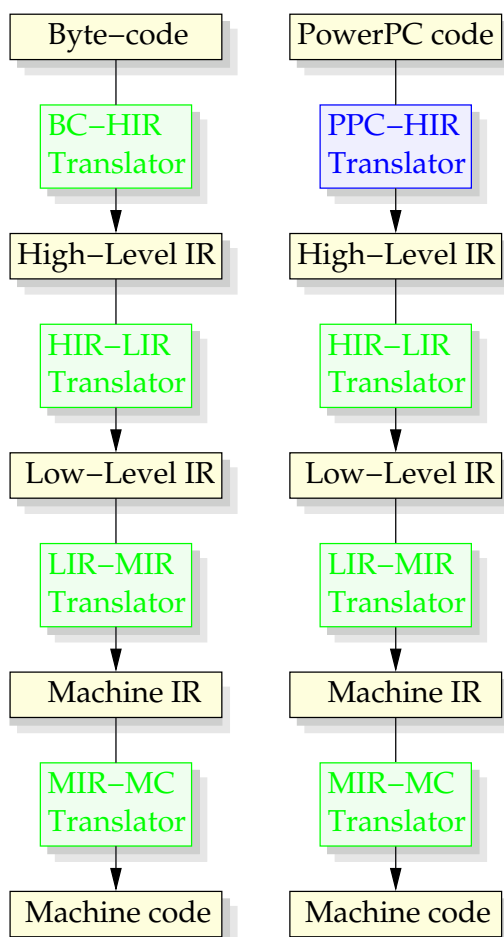 Byte−code
BC−HIR
Translator
High−Level IR
HIR−LIR
Translator
Low−Level IR
LIR−MIR
Translator
Machine IR
MIR−MC
Translator
Machine code
PowerPC code
PPC−HIR
Translator
High−Level IR
HIR−LIR
Translator
Low−Level IR
LIR−MIR
Translator
Machine IR
MIR−MC
Translator
Machine code